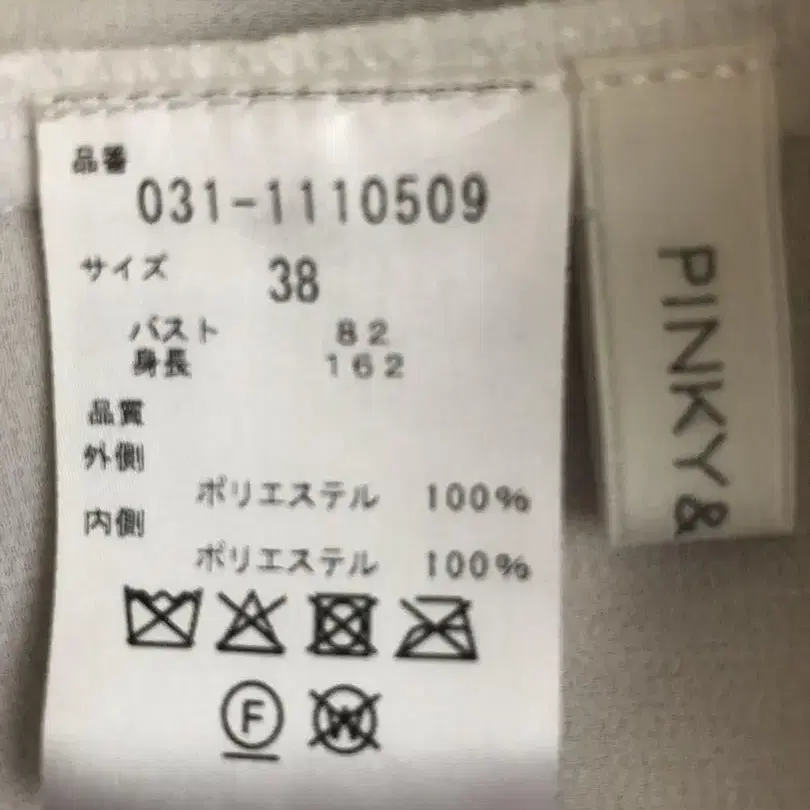 品番
031-1110509
サイズ 38
バスト 82
身長 162
品質
外側
ポリエステル 100%
内側
ポリエステル 100%
F
W
PINKY&